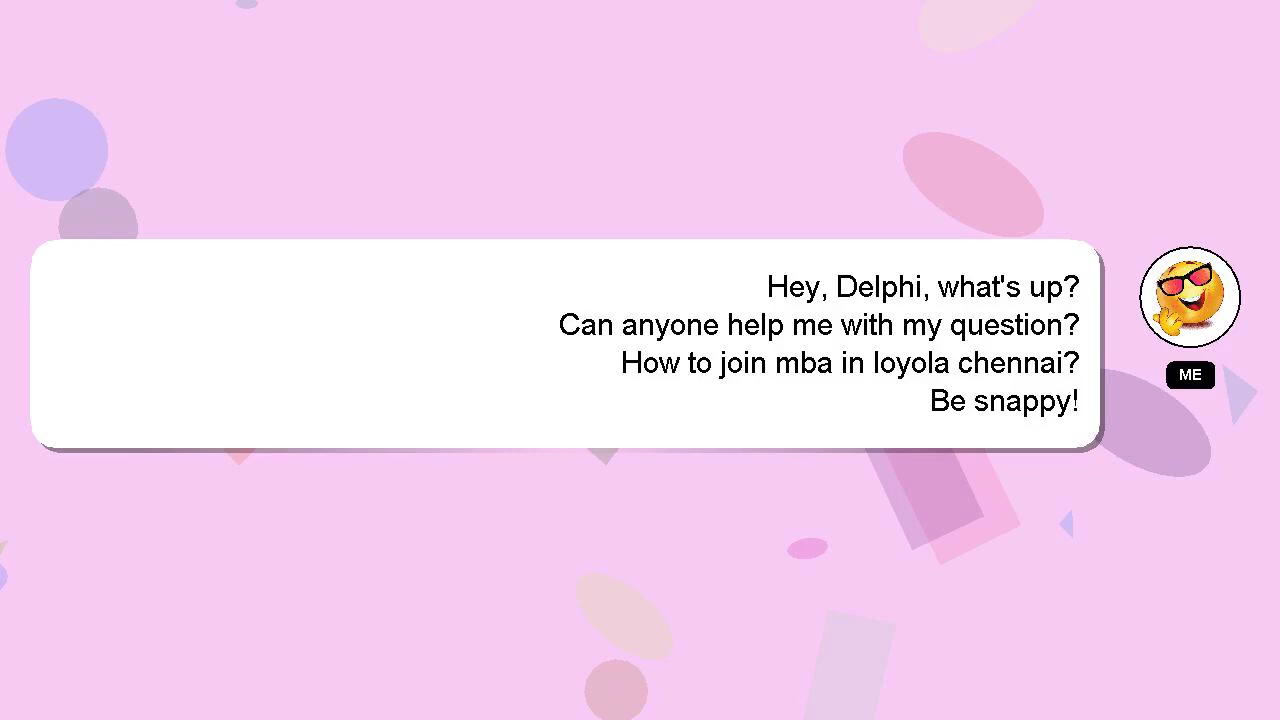 Hey, Delphi, what's up?
Can anyone help me with my question?
How to join mba in loyola chennai?
Be snappy!
ME